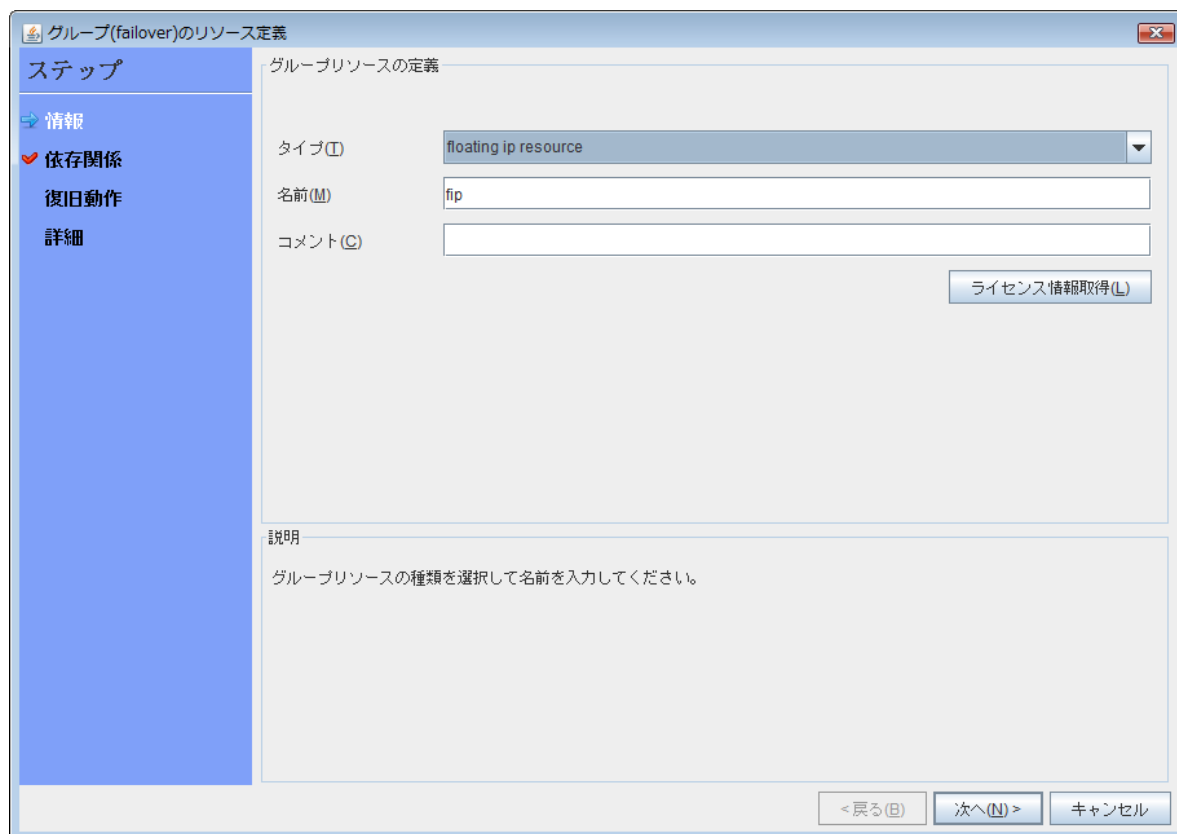 グループ(failover)のリソース定義
ステップ
情報
依存関係
復旧動作
詳細
グループリソースの定義
タイプ(T)
floating ip resource
名前(M)
fip
コメント(C)
ライセンス情報取得(L)
説明
グループリソースの種類を選択して名前を入力してください。
<戻る(B)
次へ(N) >
キャンセル